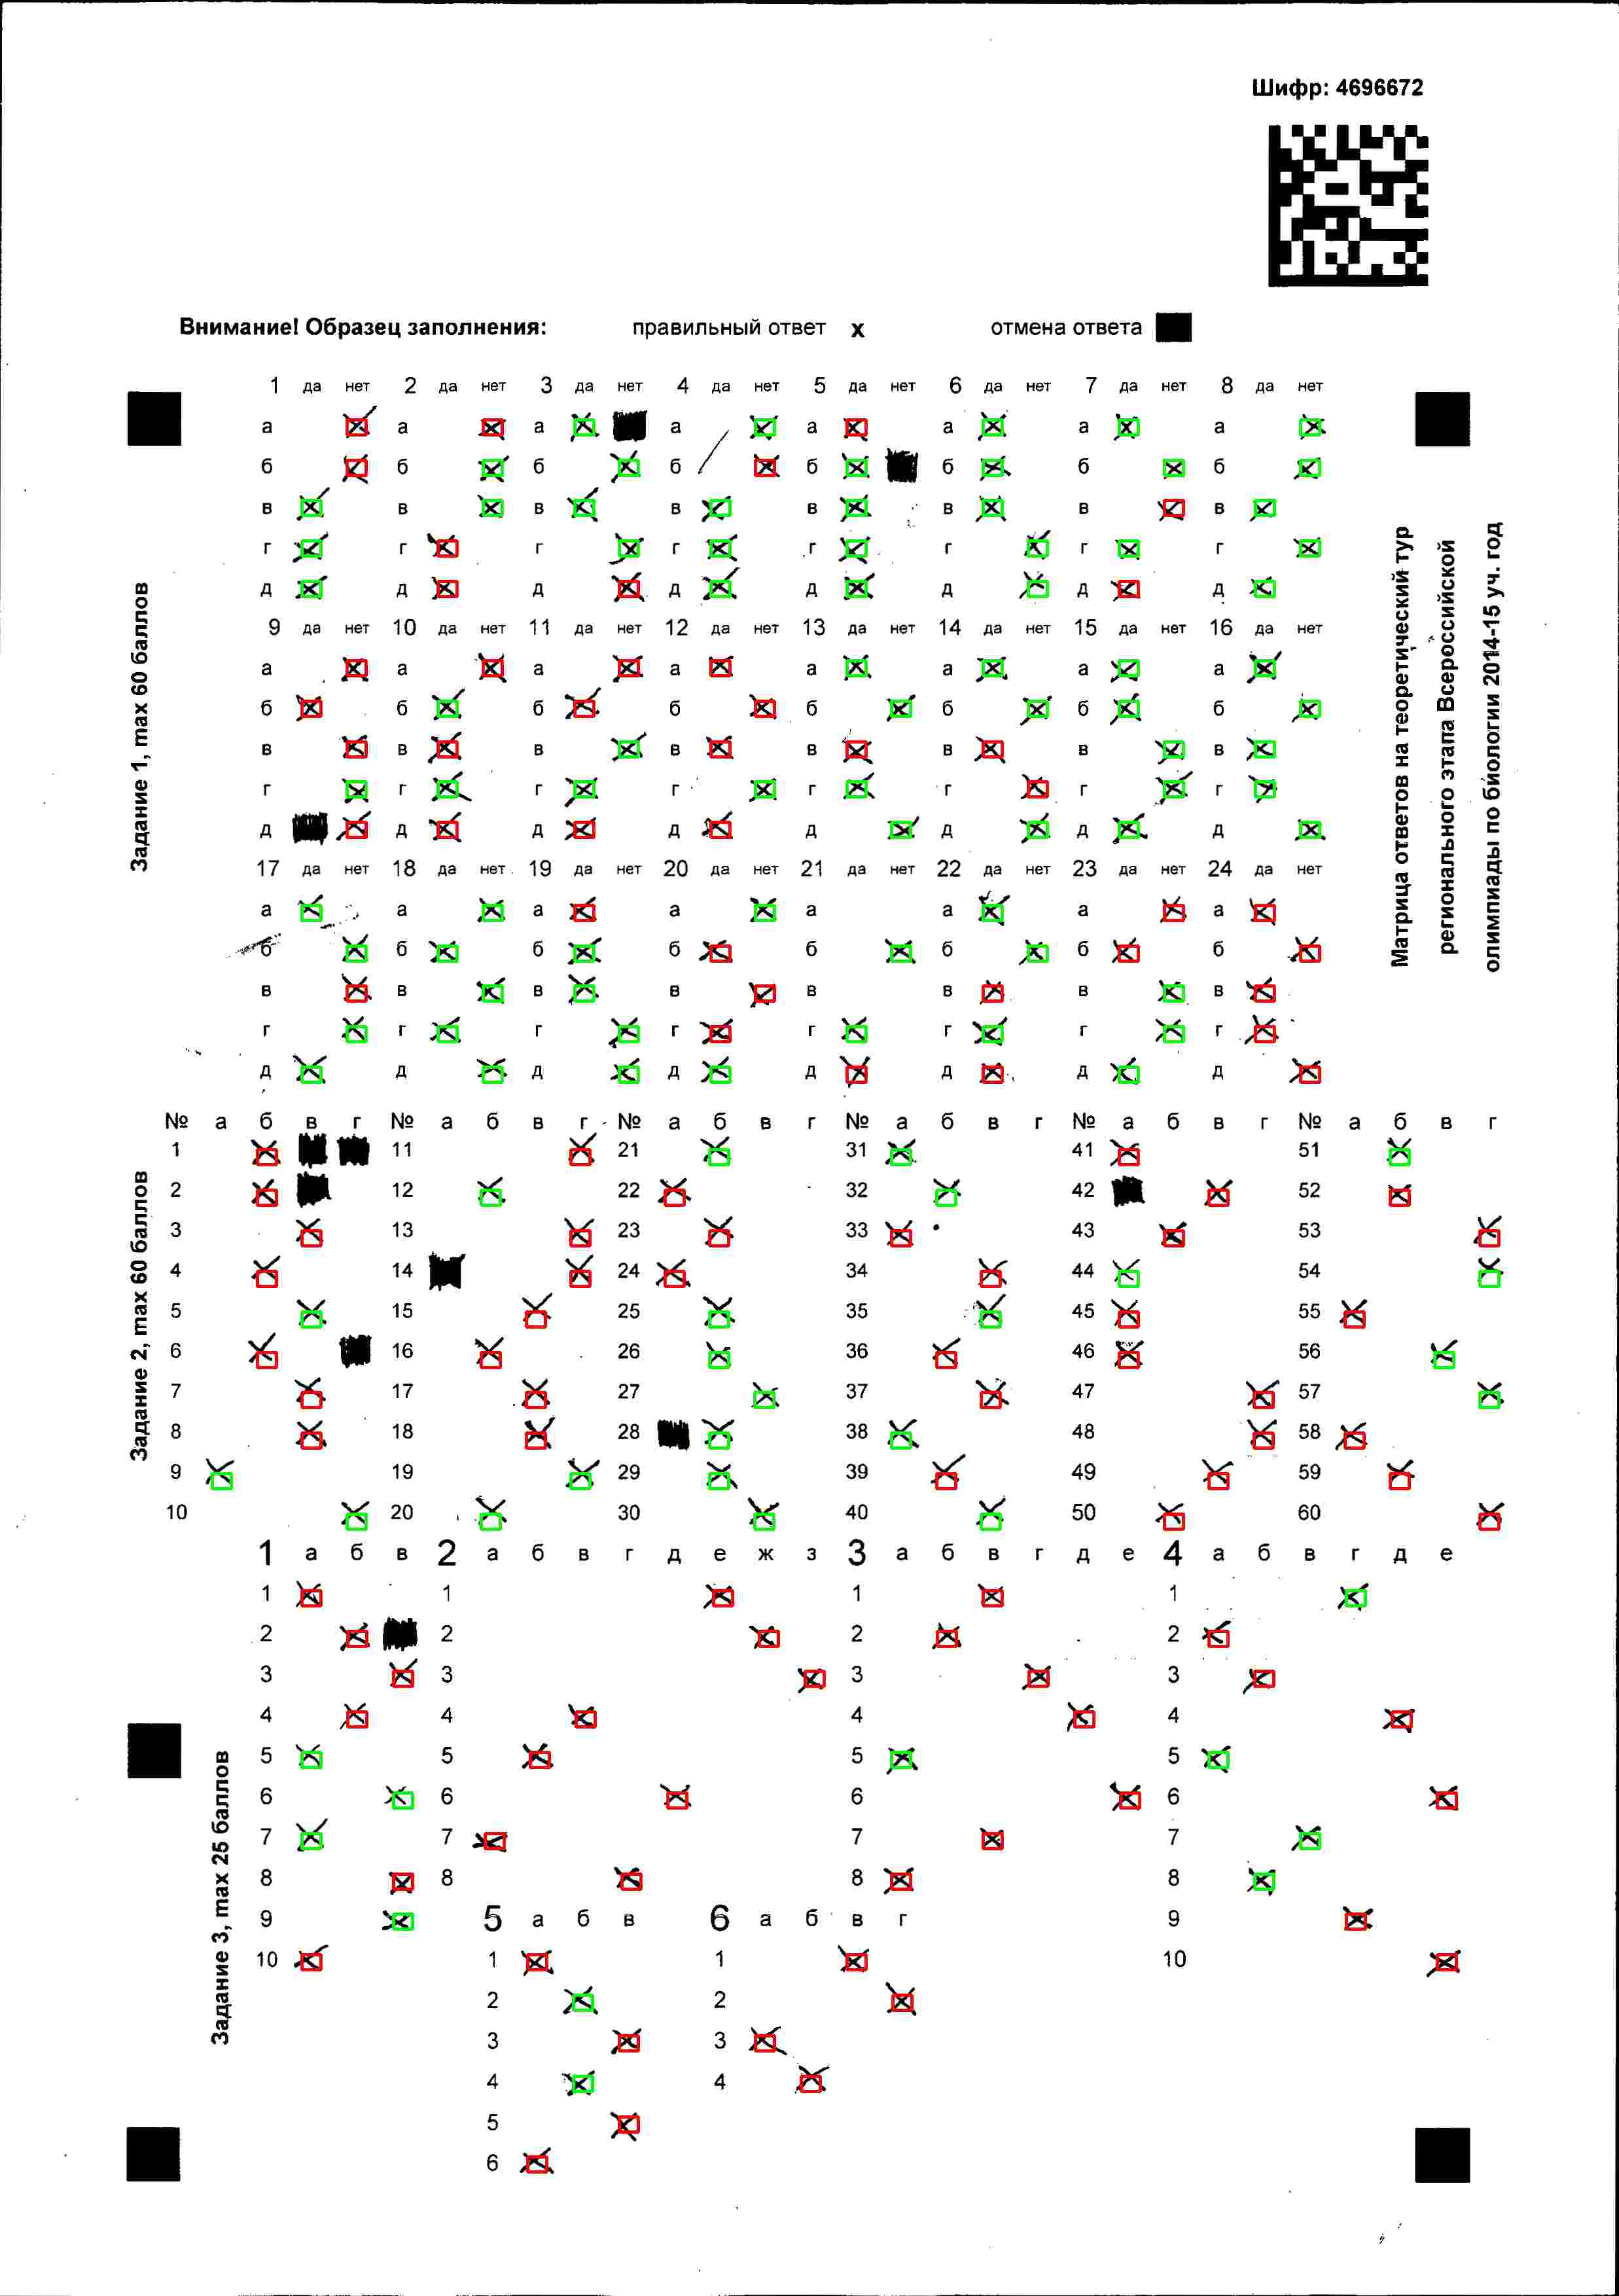 Шифр: 4696672
Внимание! Образец заполнения: правильный ответ x отмена ответа
1 да нет 2 да нет 3 да нет 4 да нет 5 да нет 6 да нет 7 да нет 8 да нет
а а а а а а а а
б б б б б б б б
в в в в в в в в
г г г г г г г г
д д д д д д д д
9 да нет 10 да нет 11 да нет 12 да нет 13 да нет 14 да нет 15 да нет 16 да нет
а а а а а а а а
б б б б б б б б
в в в в в в в в
г г г г г г г г
д д д д д д д д
17 да нет 18 да нет 19 да нет 20 да нет 21 да нет 22 да нет 23 да нет 24 да нет
а а а а а а а а
б б б б б б б б
в в в в в в в в
г г г г г г г г
д д д д д д д д
Задание 1, max 60 баллов
Матрица ответов на теоретический тур
регионального этапа Всероссийской
олимпиады по биологии 2014-15 уч. год
№ а б в г № а б в г № а б в г № а б в г № а б в г № а б в г
1 11 21 31 41 51
2 12 22 32 42 52
3 13 23 33 43 53
4 14 24 34 44 54
5 15 25 35 45 55
6 16 26 36 46 56
7 17 27 37 47 57
8 18 28 38 48 58
9 19 29 39 49 59
10 20 30 40 50 60
Задание 2, max 60 баллов
1 а б в 2 а б в г д е ж з 3 а б в г д е 4 а б в г д е
1 1 1 1
2 2 2 2
3 3 3 3
4 4 4 4
5 5 5 5
6 6 6 6
7 7 7 7
8 8 8 8
9 5 а б в 6 а б в г 9
10 1 1 10
2 2
3 3
4 4
5
6
Задание 3, max 25 баллов